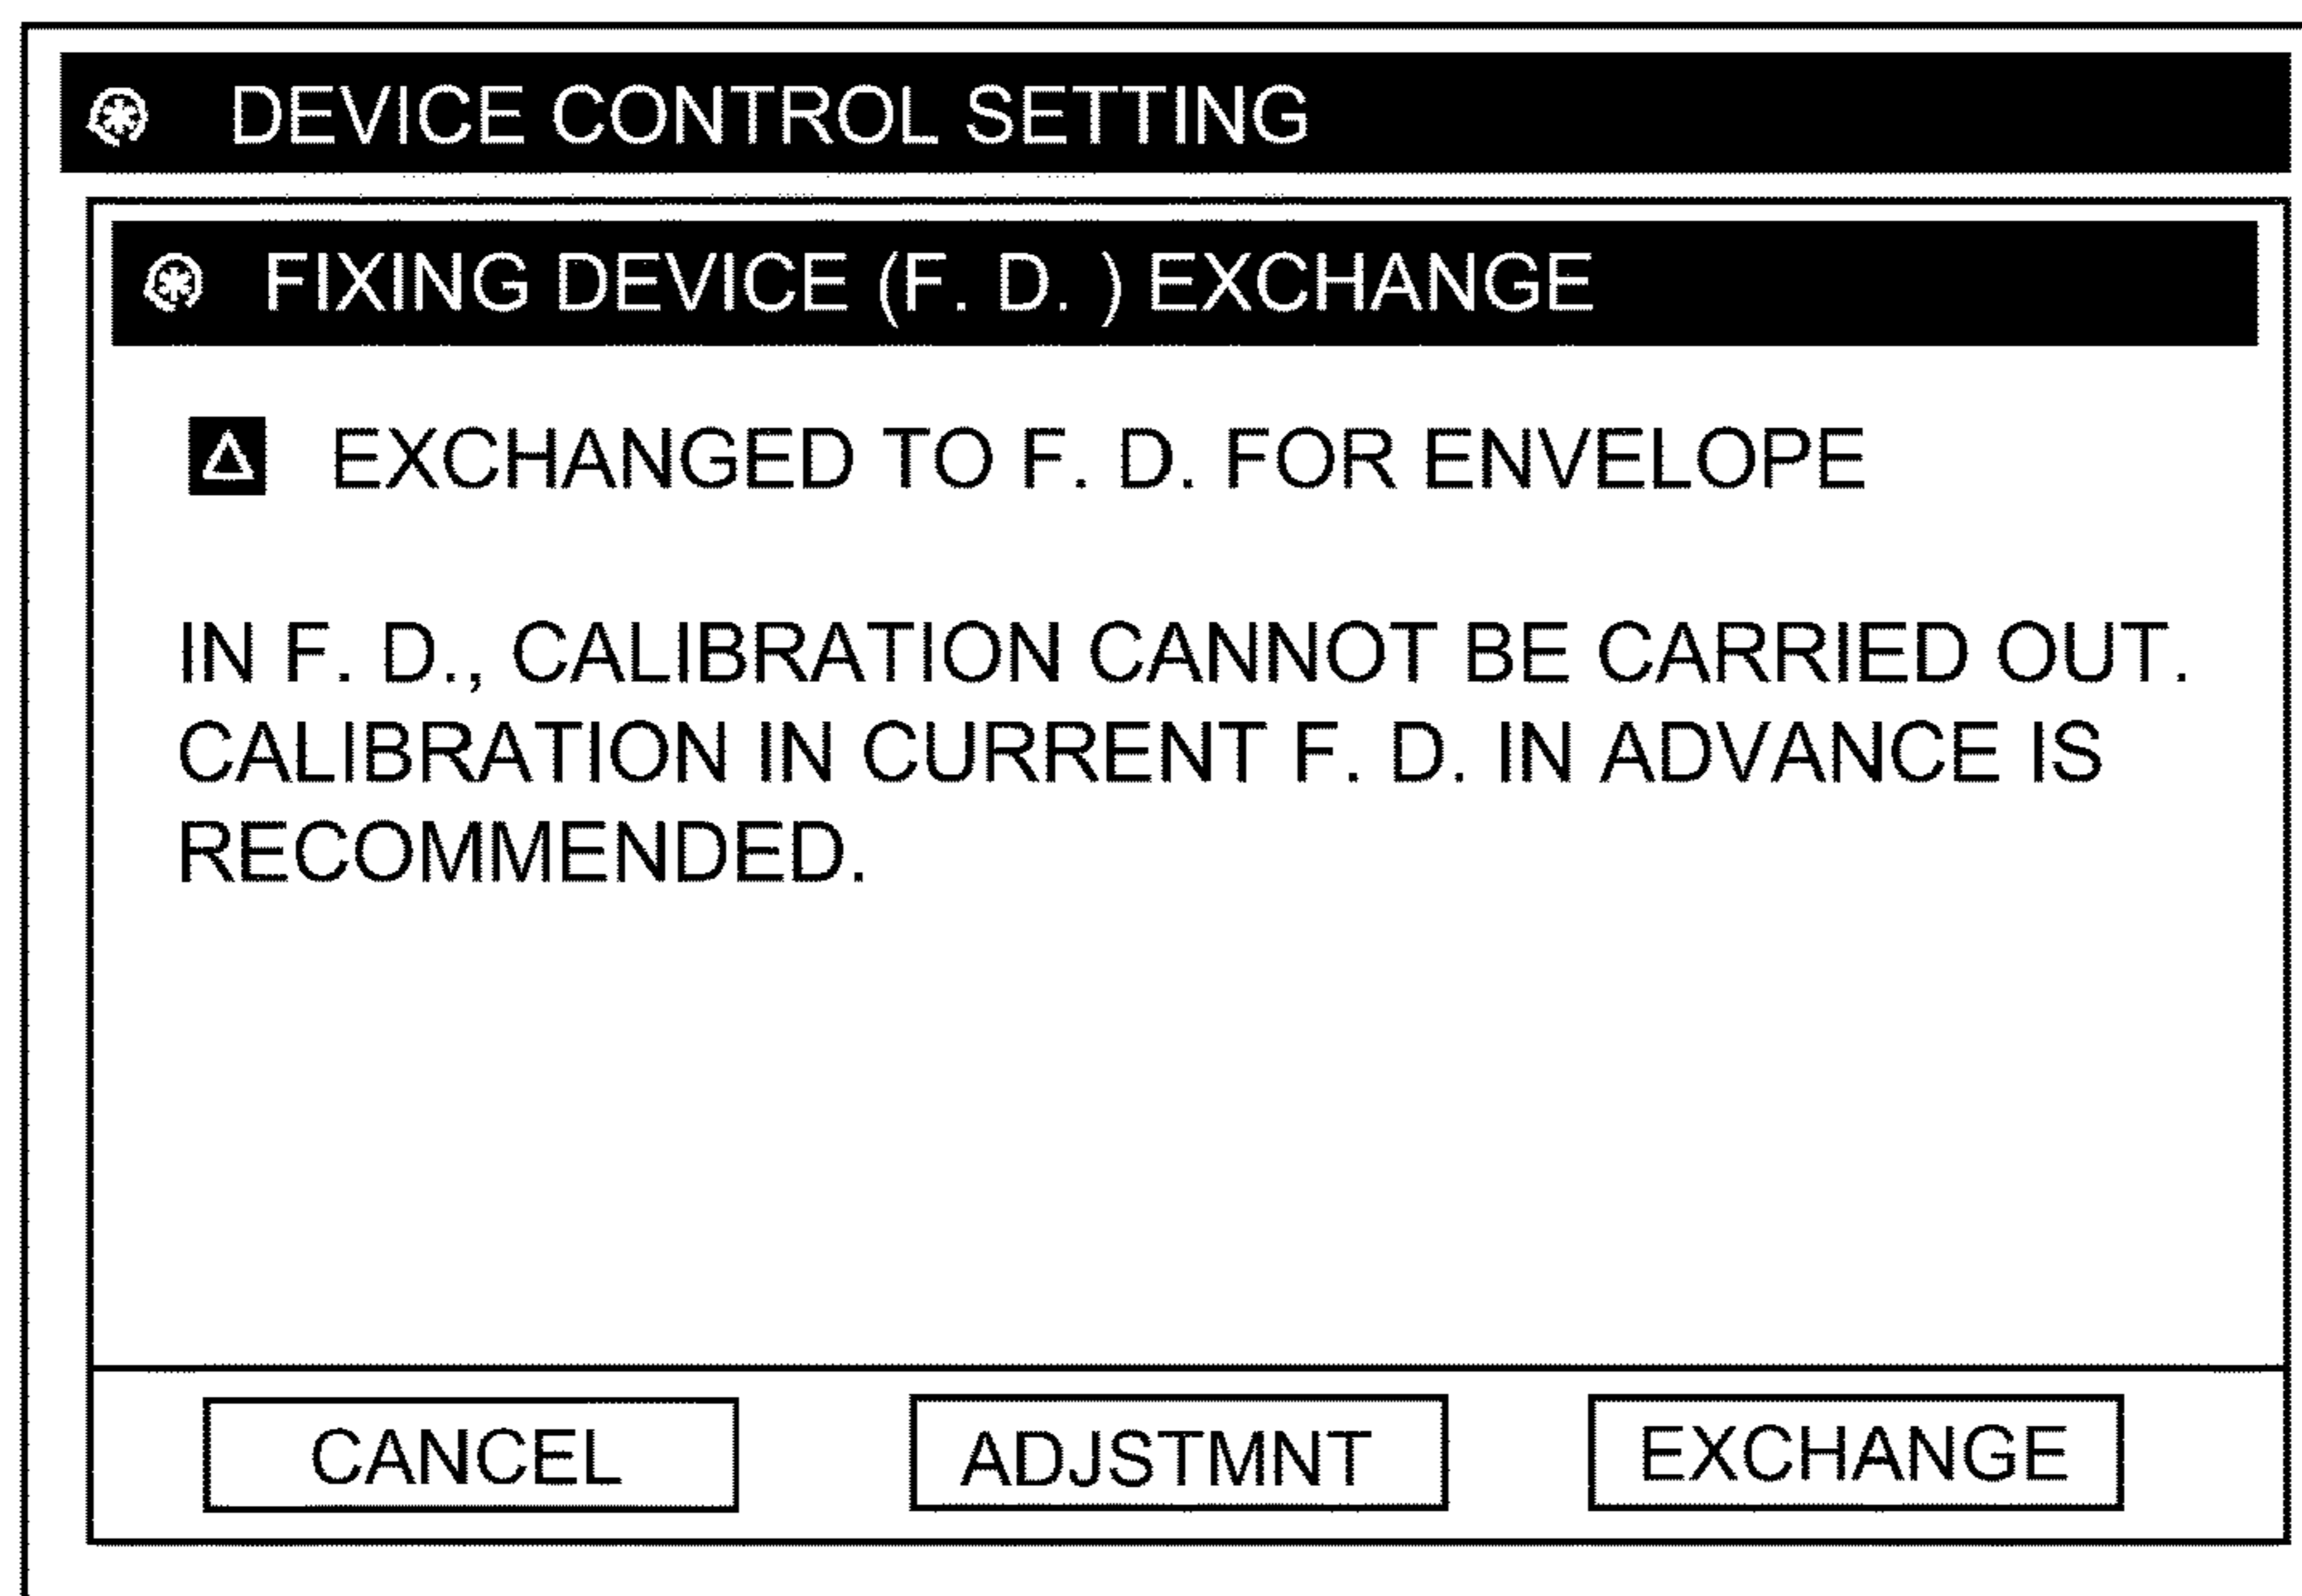 DEVICE CONTROL SETTING
FIXING DEVICE (F. D. ) EXCHANGE
EXCHANGED TO F. D. FOR ENVELOPE
IN F. D., CALIBRATION CANNOT BE CARRIED OUT.
CALIBRATION IN CURRENT F. D. IN ADVANCE IS
RECOMMENDED.
CANCEL
ADJSTMNT
EXCHANGE